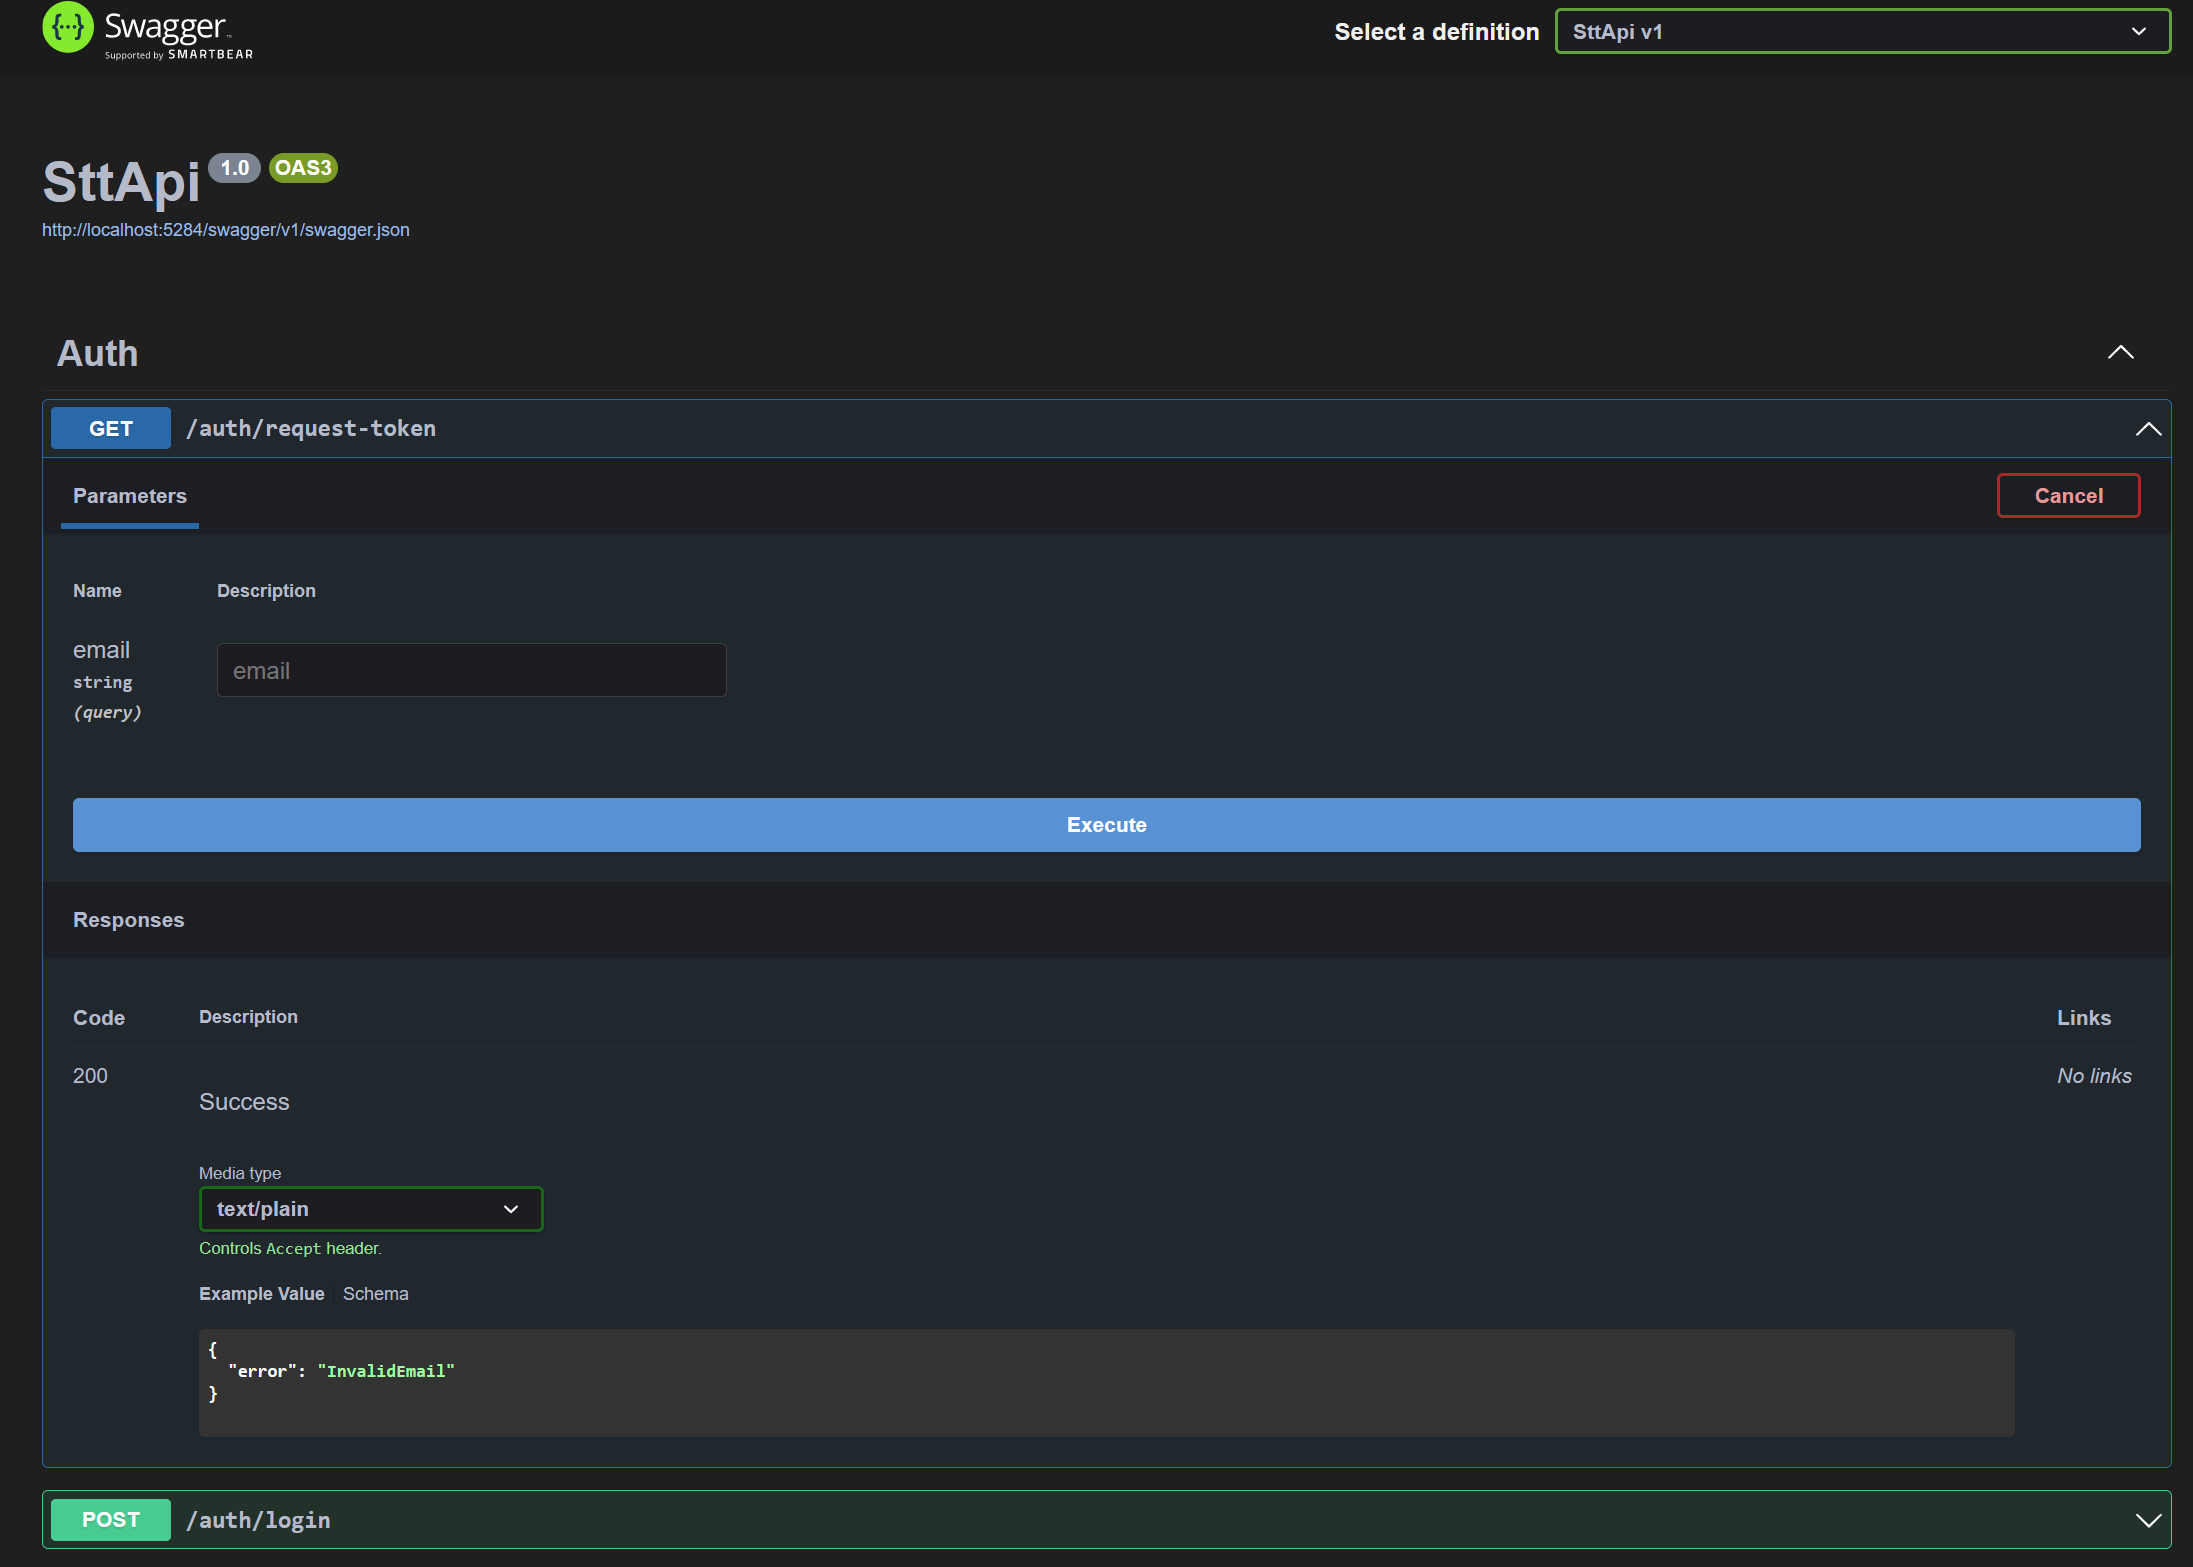 Swagger™
Supported by SMARTBEAR
Select a definition
SttApi v1
SttApi 1.0 OAS3
http://localhost:5284/swagger/v1/swagger.json
Auth
GET /auth/request-token
Parameters
Cancel
Name Description
email
string
(query)
email
Execute
Responses
Code Description Links
200
Success
No links
Media type
text/plain
Controls Accept header.
Example Value Schema
{
  "error": "InvalidEmail"
}
POST /auth/login